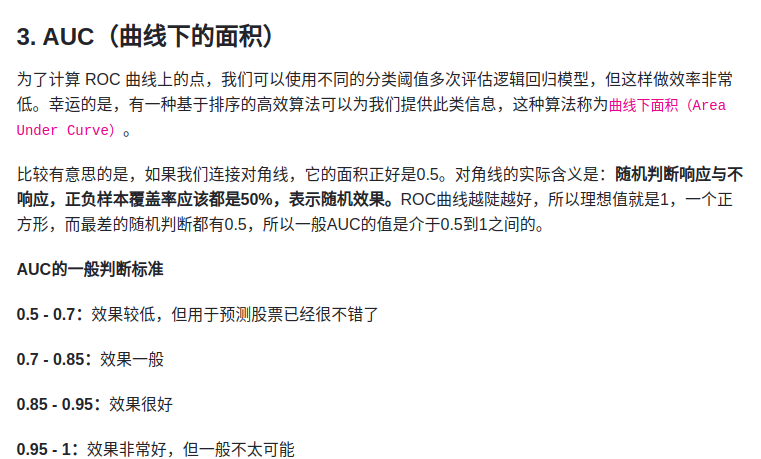 3. AUC（曲线下的面积）
为了计算 ROC 曲线上的点，我们可以使用不同的分类阈值多次评估逻辑回归模型，但这样做效率非常
低。幸运的是，有一种基于排序的高效算法可以为我们提供此类信息，这种算法称为曲线下面积（Area
Under Curve）。
比较有意思的是，如果我们连接对角线，它的面积正好是0.5。对角线的实际含义是：随机判断响应与不
响应，正负样本覆盖率应该都是50%，表示随机效果。ROC曲线越陡越好，所以理想值就是1，一个正
方形，而最差的随机判断都有0.5，所以一般AUC的值是介于0.5到1之间的。
AUC的一般判断标准
0.5 - 0.7：效果较低，但用于预测股票已经很不错了
0.7 - 0.85：效果一般
0.85 - 0.95：效果很好
0.95 - 1：效果非常好，但一般不太可能